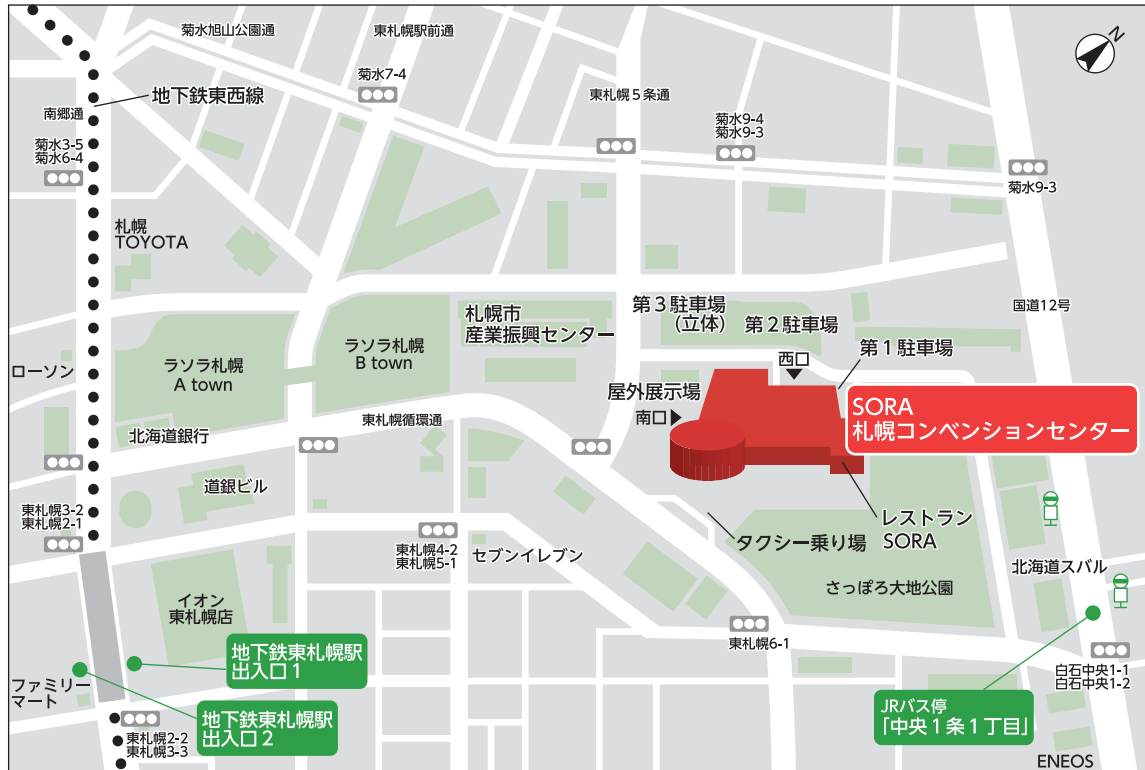 菊水旭山公園通
東札幌駅前通
N
菊水7-4
地下鉄東西線
東札幌5条通
南郷通
菊水9-4
菊水9-3
菊水3-5
菊水6-4
菊水9-3
札幌
TOYOTA
国道12号
札幌市
産業振興センター
第3駐車場
（立体）
第2駐車場
ラソラ札幌
A town
ラソラ札幌
B town
第1駐車場
西口
ローソン
屋外展示場
南口
SORA
札幌コンベンションセンター
東札幌循環通
北海道銀行
道銀ビル
東札幌3-2
東札幌2-1
レストラン
SORA
タクシー乗り場
東札幌4-2
東札幌5-1
セブンイレブン
北海道スバル
さっぽろ大地公園
イオン
東札幌店
東札幌6-1
地下鉄東札幌駅
出入口1
白石中央1-1
白石中央1-2
ファミリー
マート
地下鉄東札幌駅
出入口2
JRバス停
「中央1条1丁目」
東札幌2-2
東札幌3-3
ENEOS